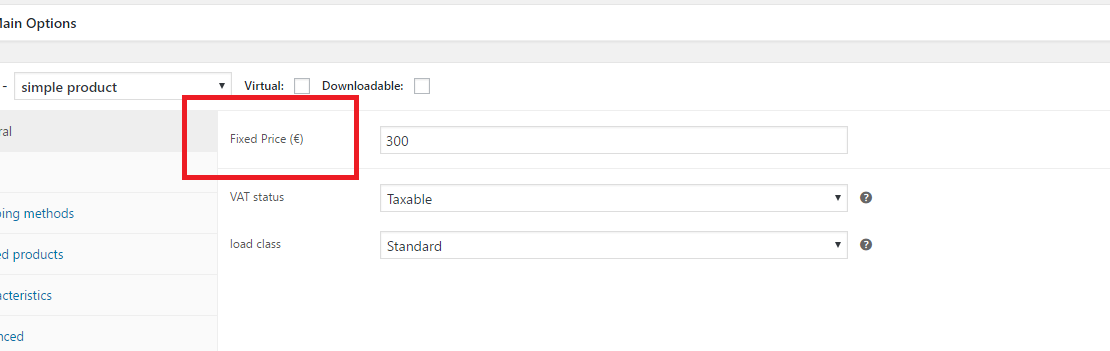 Main Options
- simple product Virtual: Downloadable:
ral
Fixed Price (€) 300
ping methods
VAT status Taxable ?
load class Standard ?
ed products
acteristics
nced